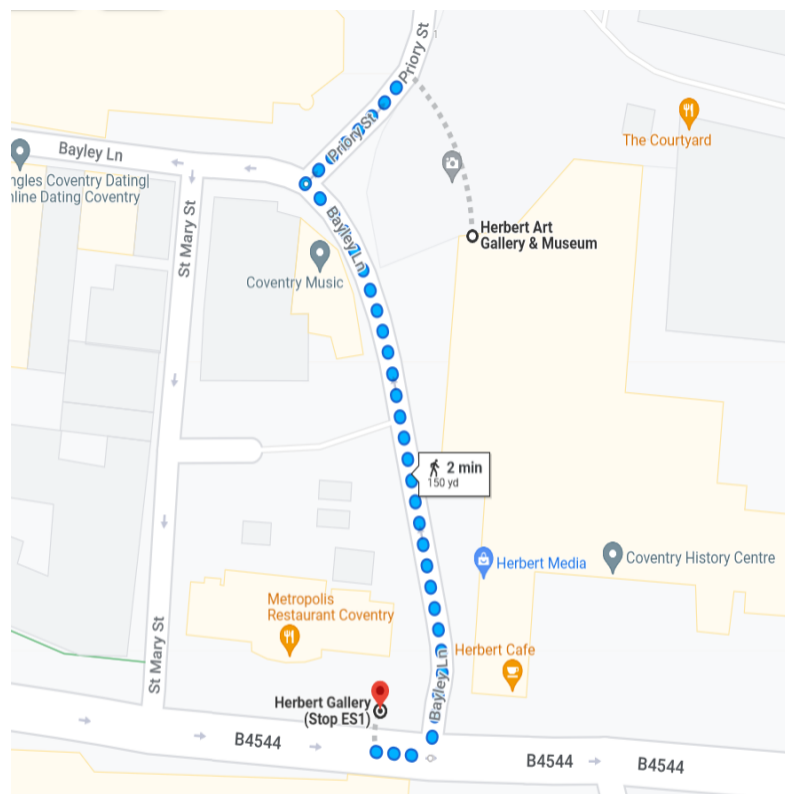 Priory St
1
Priory St
The Courtyard
Bayley Ln
ngles Coventry Dating|
nline Dating Coventry
St Mary St
Bayley Ln
Herbert Art
Gallery & Museum
Coventry Music
2 min
150 yd
Herbert Media
Coventry History Centre
Metropolis
Restaurant Coventry
St Mary St
Herbert Cafe
Bayley Ln
Herbert Gallery
(Stop ES1)
B4544
B4544
B4544